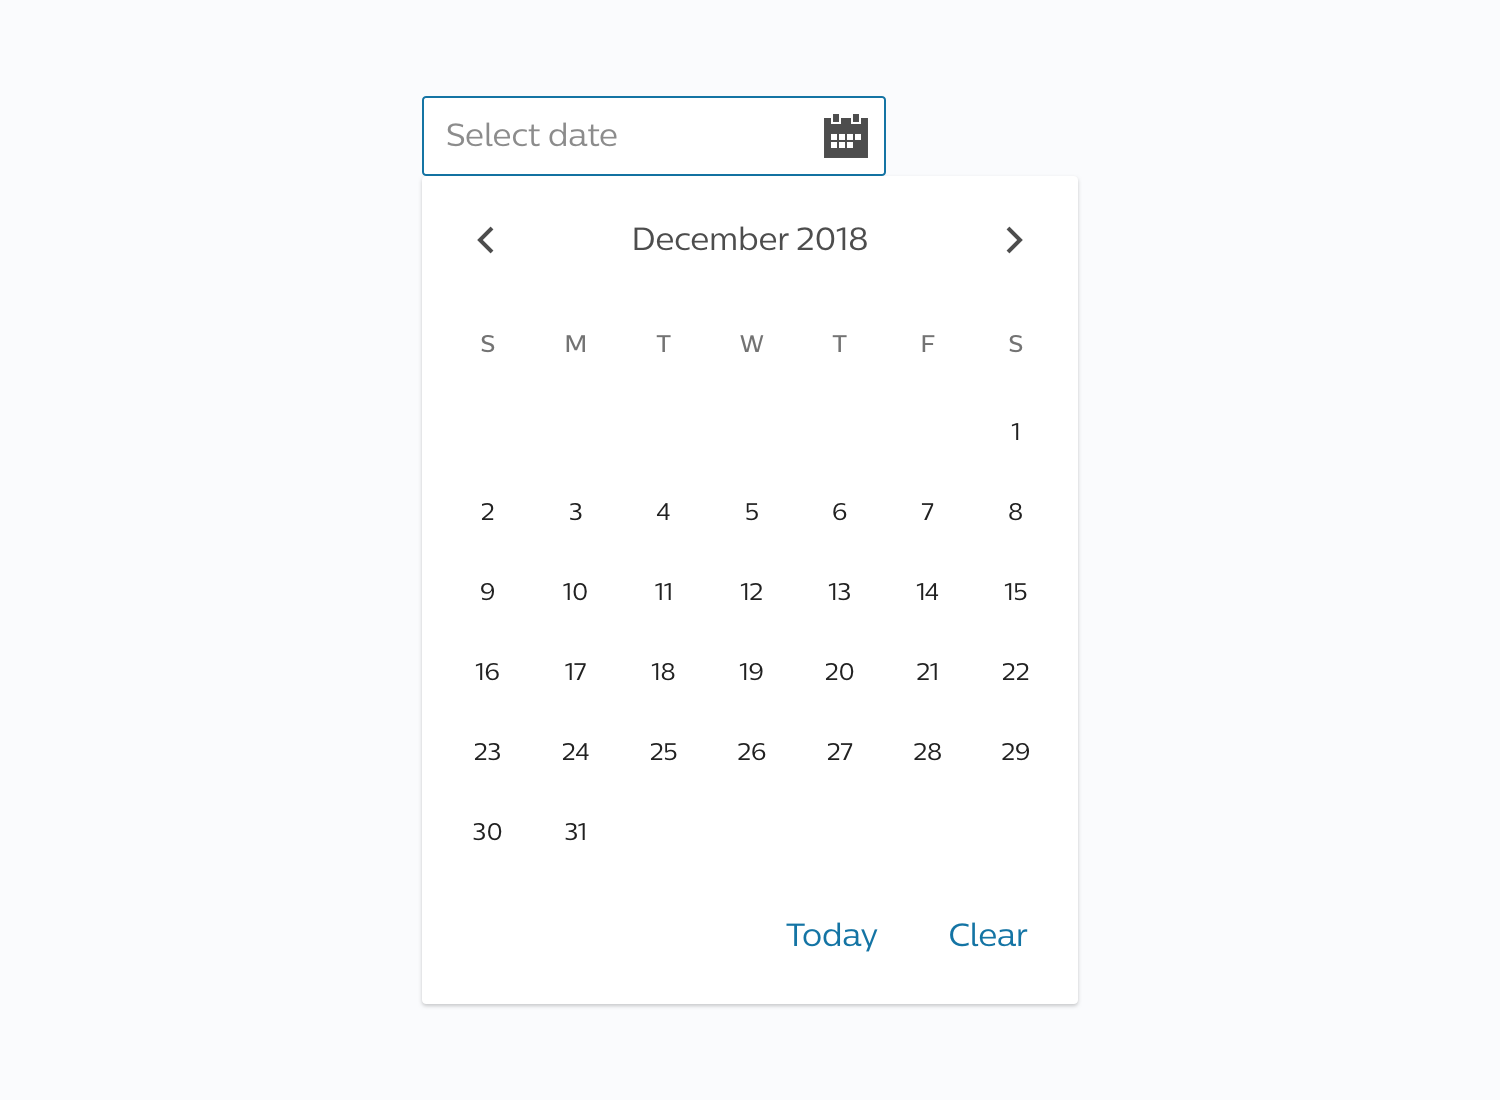 Select date
December 2018
S M T W T F S
1
2 3 4 5 6 7 8
9 10 11 12 13 14 15
16 17 18 19 20 21 22
23 24 25 26 27 28 29
30 31
Today Clear